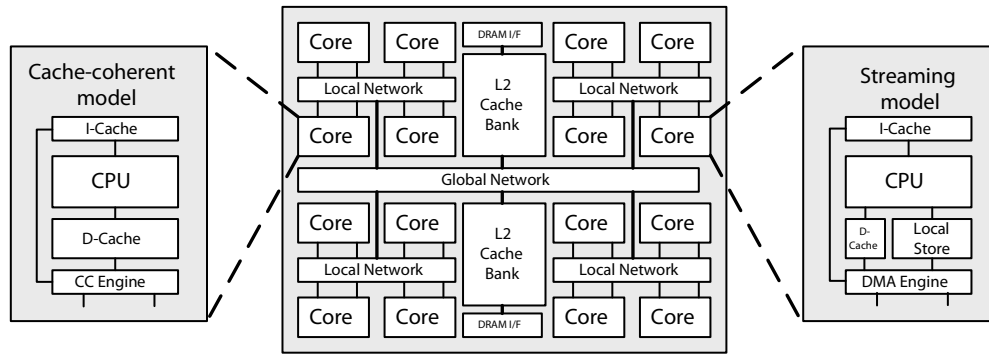 Cache-coherent
model
I-Cache
CPU
D-Cache
CC Engine
Core
Core
DRAM I/F
Core
Core
Local Network
L2
Cache
Bank
Local Network
Core
Core
Core
Core
Global Network
Core
Core
L2
Cache
Bank
Core
Core
Local Network
Local Network
Core
Core
DRAM I/F
Core
Core
Streaming
model
I-Cache
CPU
D-
Cache
Local
Store
DMA Engine